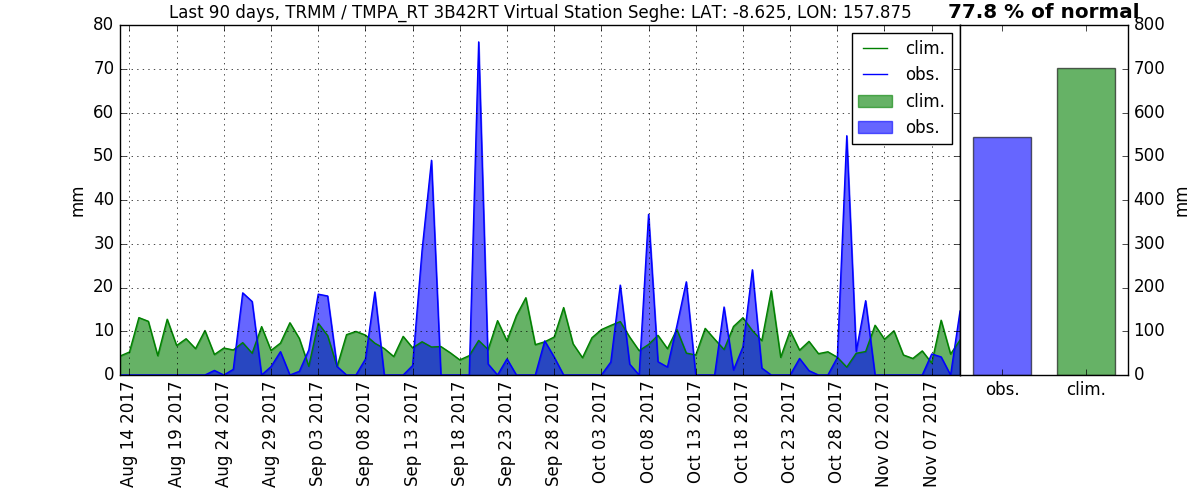 Last 90 days, TRMM / TMPA_RT 3B42RT Virtual Station Seghe: LAT: -8.625, LON: 157.875
77.8 % of normal
80
70
60
50
40
30
20
10
0
mm
clim.
obs.
clim.
obs.
800
700
600
500
400
300
200
100
0
mm
Aug 14 2017
Aug 19 2017
Aug 24 2017
Aug 29 2017
Sep 03 2017
Sep 08 2017
Sep 13 2017
Sep 18 2017
Sep 23 2017
Sep 28 2017
Oct 03 2017
Oct 08 2017
Oct 13 2017
Oct 18 2017
Oct 23 2017
Oct 28 2017
Nov 02 2017
Nov 07 2017
obs.
clim.